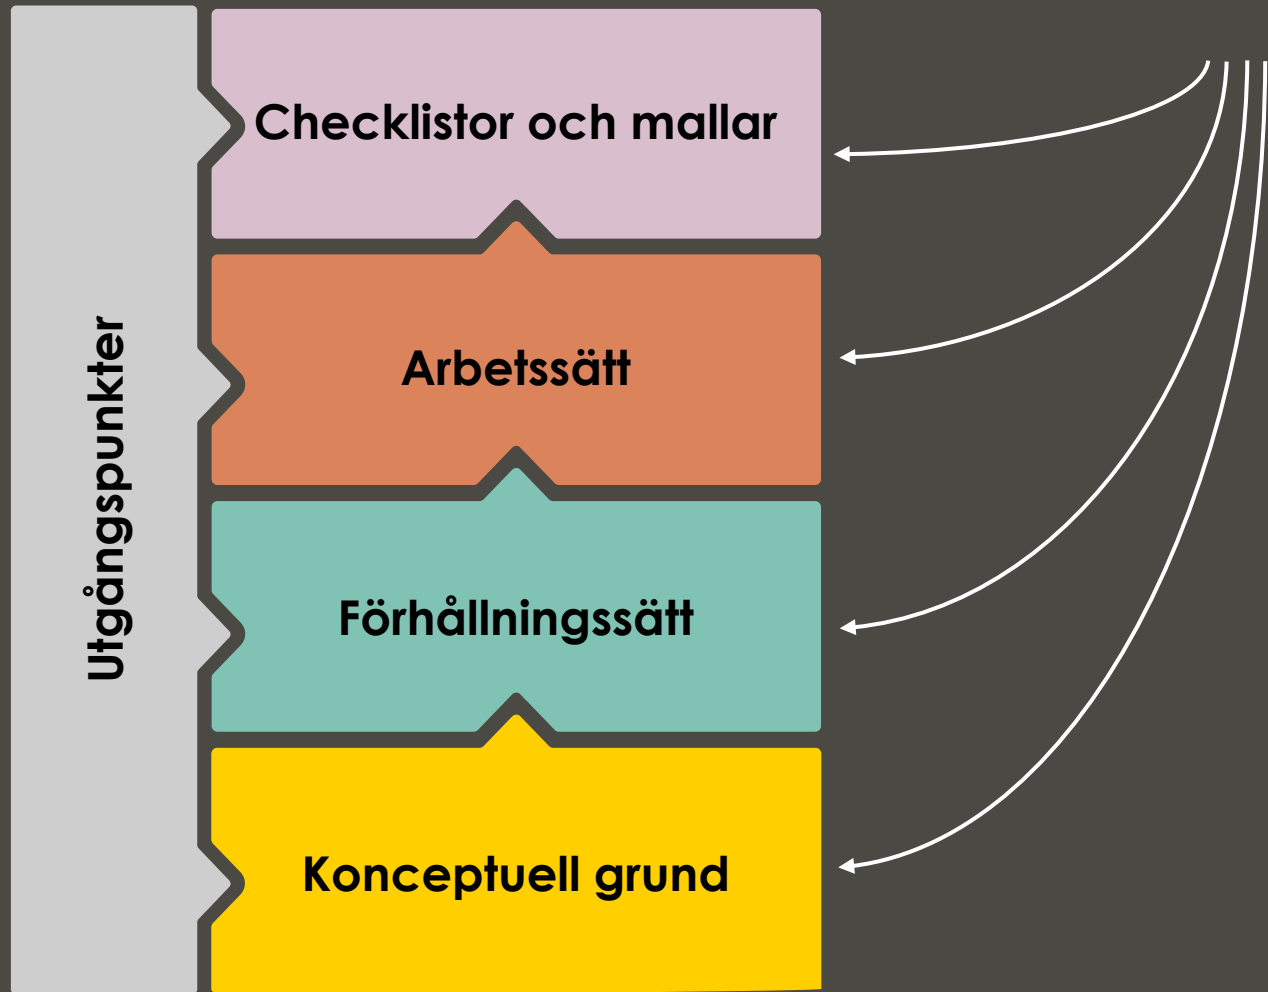 Utgångspunkter
Checklistor och mallar
Arbetssätt
Förhållningssätt
Konceptuell grund